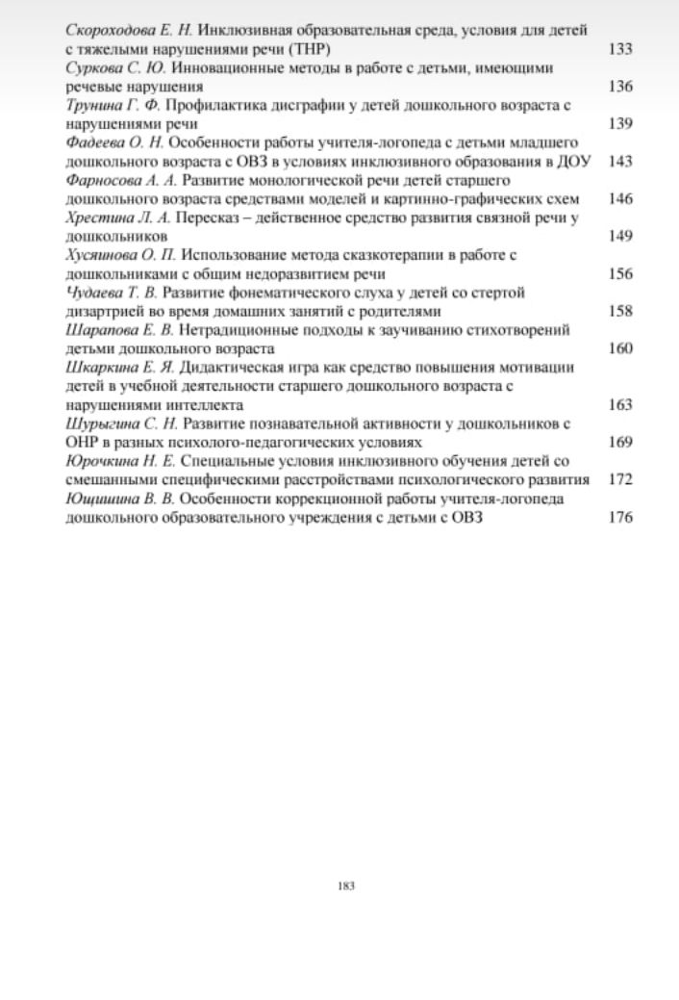 Скороходова Е. Н. Инклюзивная образовательная среда, условия для детей
с тяжелыми нарушениями речи (ТНР) 133
Суркова С. Ю. Инновационные методы в работе с детьми, имеющими
речевые нарушения 136
Трунина Г. Ф. Профилактика дисграфии у детей дошкольного возраста с
нарушениями речи 139
Фадеева О. Н. Особенности работы учителя-логопеда с детьми младшего
дошкольного возраста с ОВЗ в условиях инклюзивного образования в ДОУ 143
Фарносова А. А. Развитие монологической речи детей старшего
дошкольного возраста средствами моделей и картинно-графических схем 146
Хрестина Л. А. Пересказ – действенное средство развития связной речи у
дошкольников 149
Хусяинова О. П. Использование метода сказкотерапии в работе с
дошкольниками с общим недоразвитием речи 156
Чудаева Т. В. Развитие фонематического слуха у детей со стертой
дизартрией во время домашних занятий с родителями 158
Шарапова Е. В. Нетрадиционные подходы к заучиванию стихотворений
детьми дошкольного возраста 160
Шкаркина Е. Я. Дидактическая игра как средство повышения мотивации
детей в учебной деятельности старшего дошкольного возраста с
нарушениями интеллекта 163
Шурыгина С. Н. Развитие познавательной активности у дошкольников с
ОНР в разных психолого-педагогических условиях 169
Юрочкина Н. Е. Специальные условия инклюзивного обучения детей со
смешанными специфическими расстройствами психологического развития 172
Ющишина В. В. Особенности коррекционной работы учителя-логопеда
дошкольного образовательного учреждения с детьми с ОВЗ 176
183